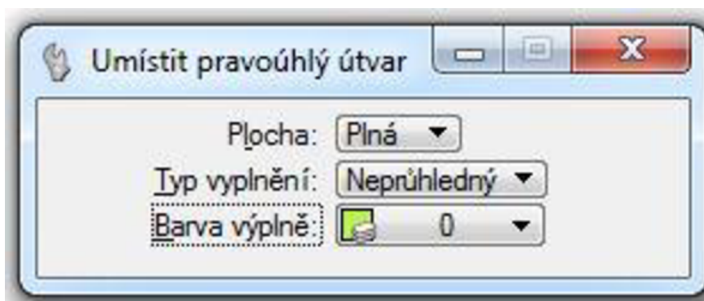 Umístit pravoúhlý útvar
Plocha: Plná
Typ vyplnění: Neprůhledný
Barva výplně: 0